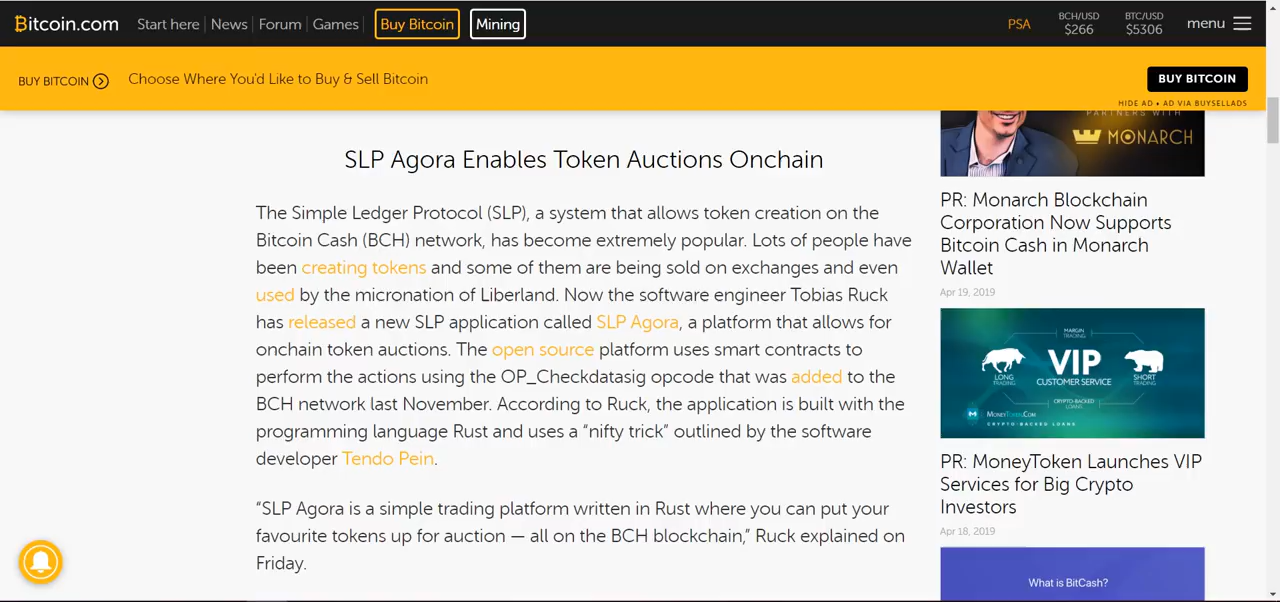 Bitcoin.com
Start here | News | Forum | Games | Buy Bitcoin Mining
PSA
BCH/USD
$266
BTC/USD
$5306
menu
BUY BITCOIN
Choose Where You'd Like to Buy & Sell Bitcoin
BUY BITCOIN
HIDE AD • AD VIA BUYSELLADS
SLP Agora Enables Token Auctions Onchain
The Simple Ledger Protocol (SLP), a system that allows token creation on the
Bitcoin Cash (BCH) network, has become extremely popular. Lots of people have
been creating tokens and some of them are being sold on exchanges and even
used by the micronation of Liberland. Now the software engineer Tobias Ruck
has released a new SLP application called SLP Agora, a platform that allows for
onchain token auctions. The open source platform uses smart contracts to
perform the actions using the OP_Checkdatasig opcode that was added to the
BCH network last November. According to Ruck, the application is built with the
programming language Rust and uses a “nifty trick” outlined by the software
developer Tendo Pein.
“SLP Agora is a simple trading platform written in Rust where you can put your
favourite tokens up for auction — all on the BCH blockchain,” Ruck explained on
Friday.
PARTNERS WITH
MONARCH
PR: Monarch Blockchain
Corporation Now Supports
Bitcoin Cash in Monarch
Wallet
Apr 19, 2019
MARGIN
TRADING
VIP
CUSTOMER SERVICE
LONG
TRADING
SHORT
TRADING
CRYPTO-BACKED
LOANS
MONEYTOKEN.COM
CRYPTO-BACKED LOANS
PR: MoneyToken Launches VIP
Services for Big Crypto
Investors
Apr 18, 2019
What is BitCash?